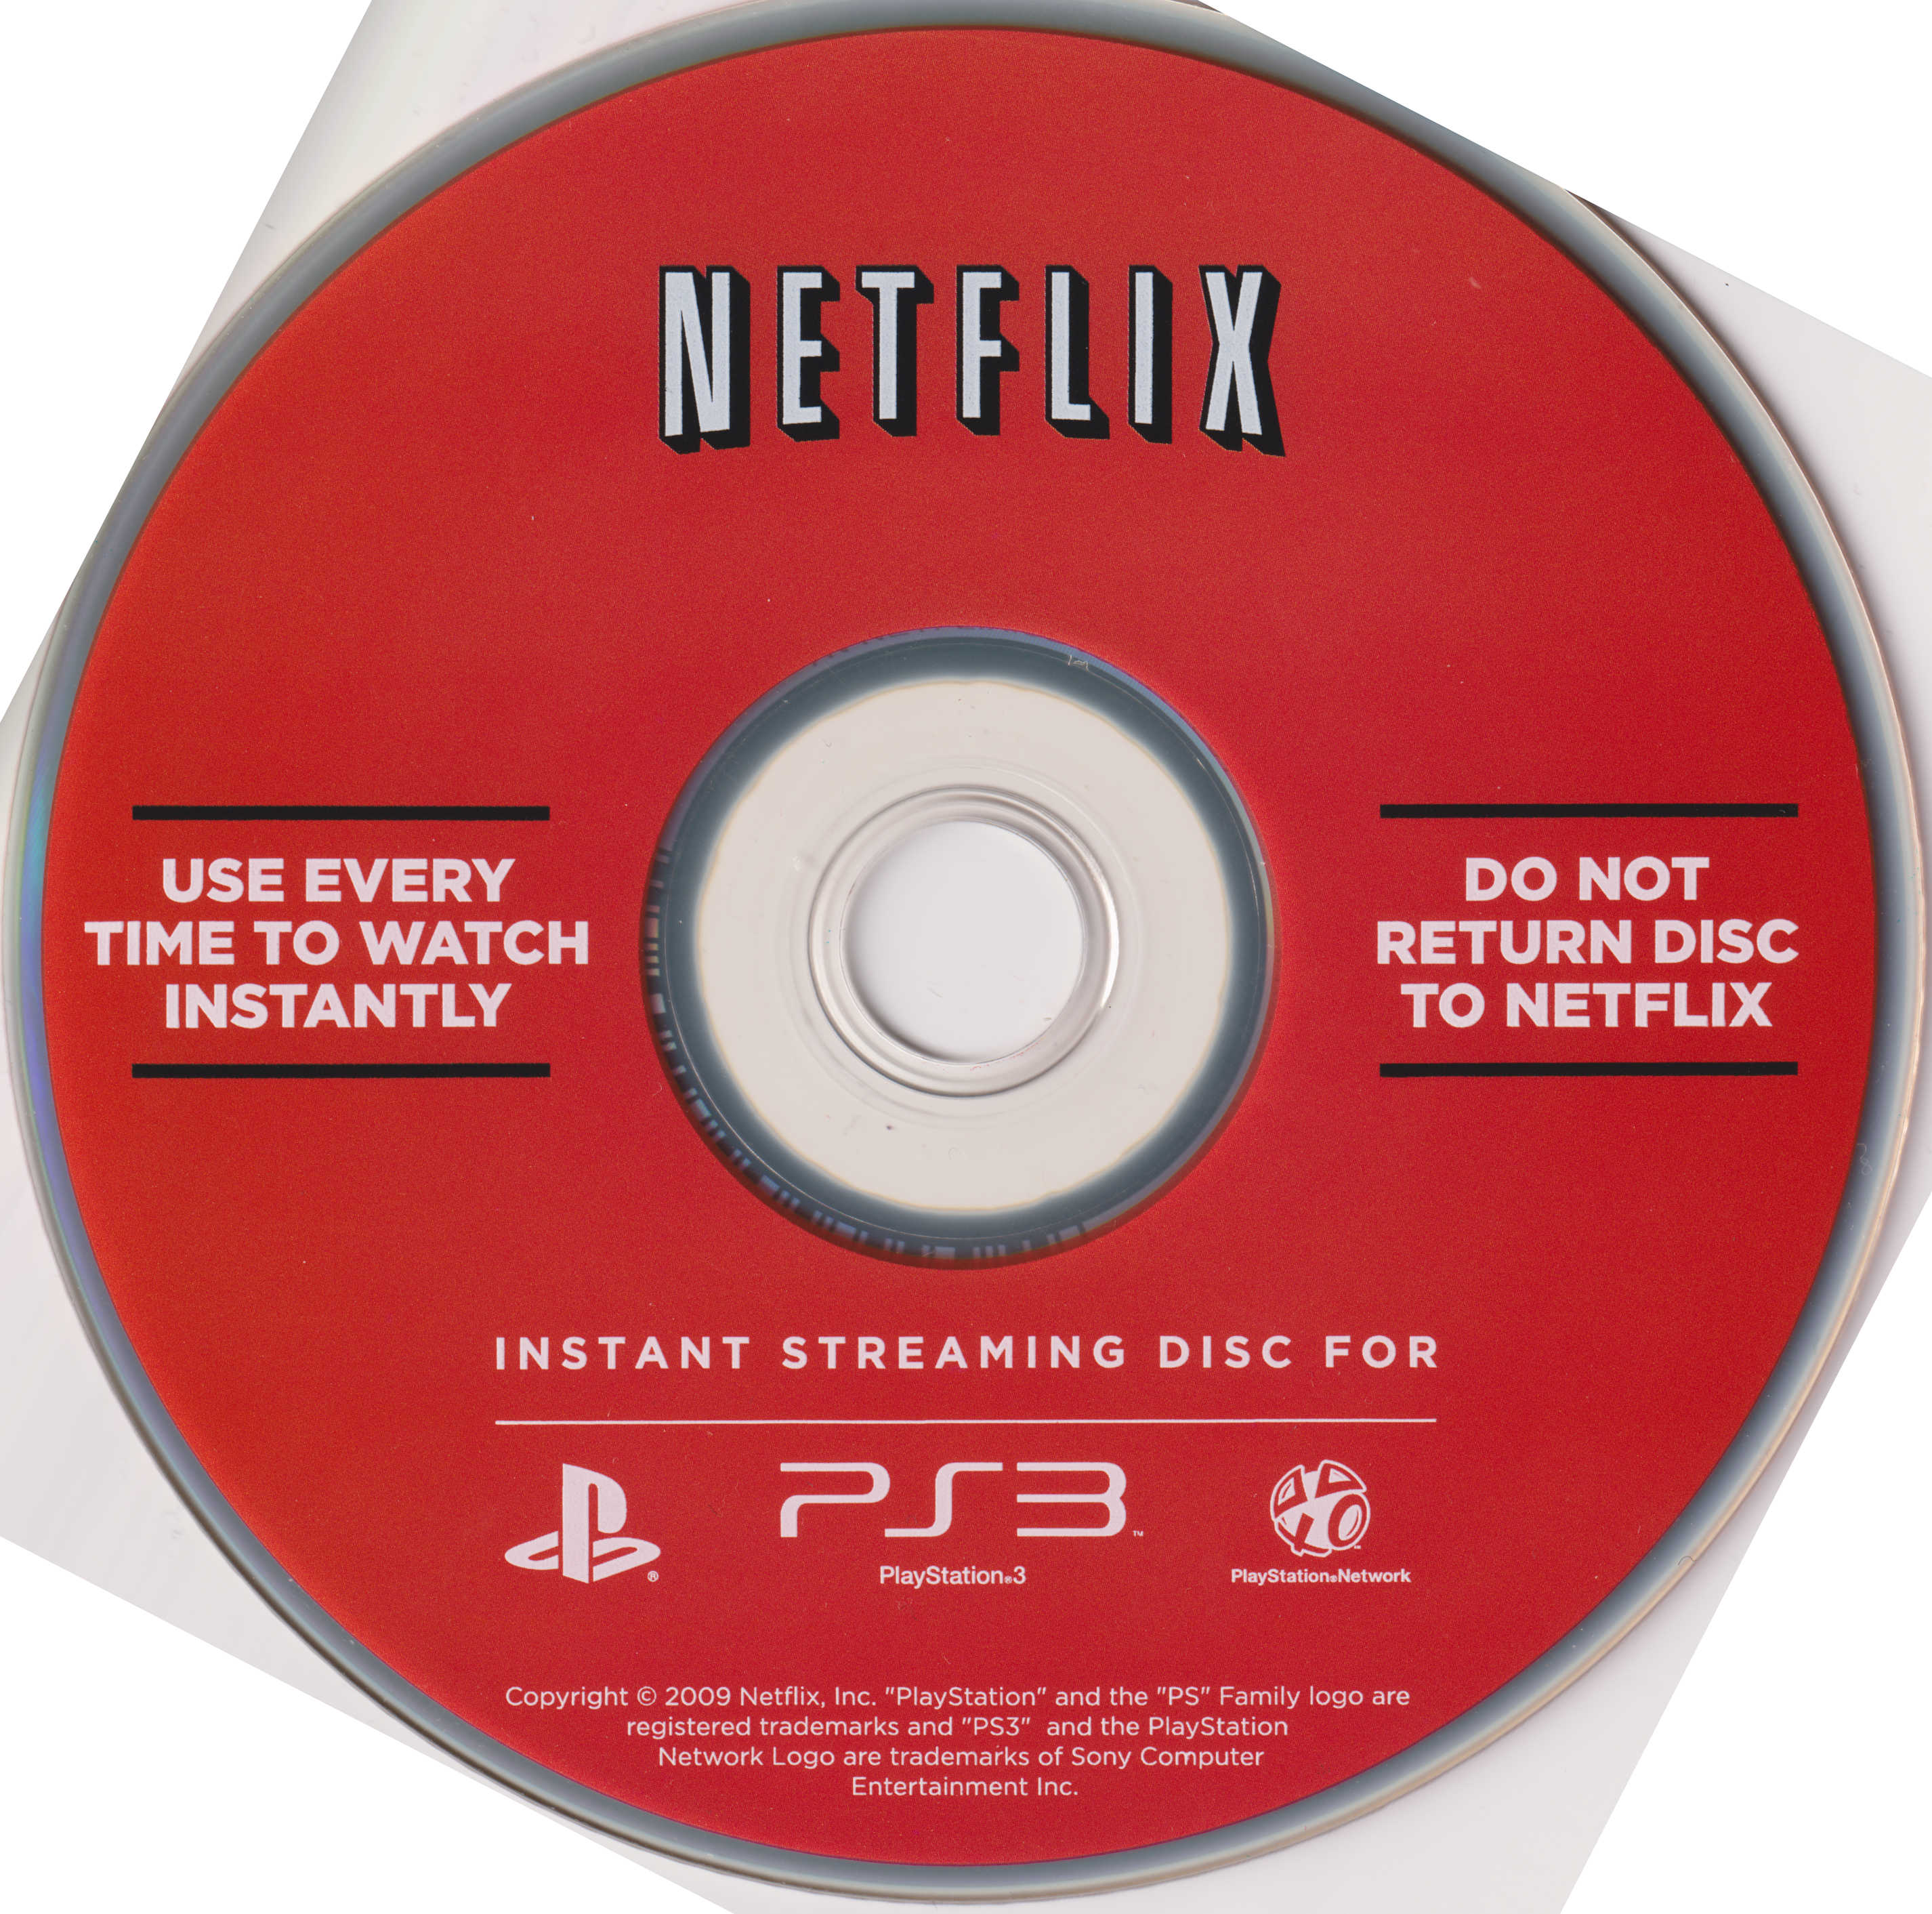 NETFLIX
USE EVERY
TIME TO WATCH
INSTANTLY
DO NOT
RETURN DISC
TO NETFLIX
INSTANT STREAMING DISC FOR
PS3™
®
PlayStation®3
PlayStation®Network
Copyright © 2009 Netflix, Inc. "PlayStation" and the "PS" Family logo are
registered trademarks and "PS3" and the PlayStation
Network Logo are trademarks of Sony Computer
Entertainment Inc.